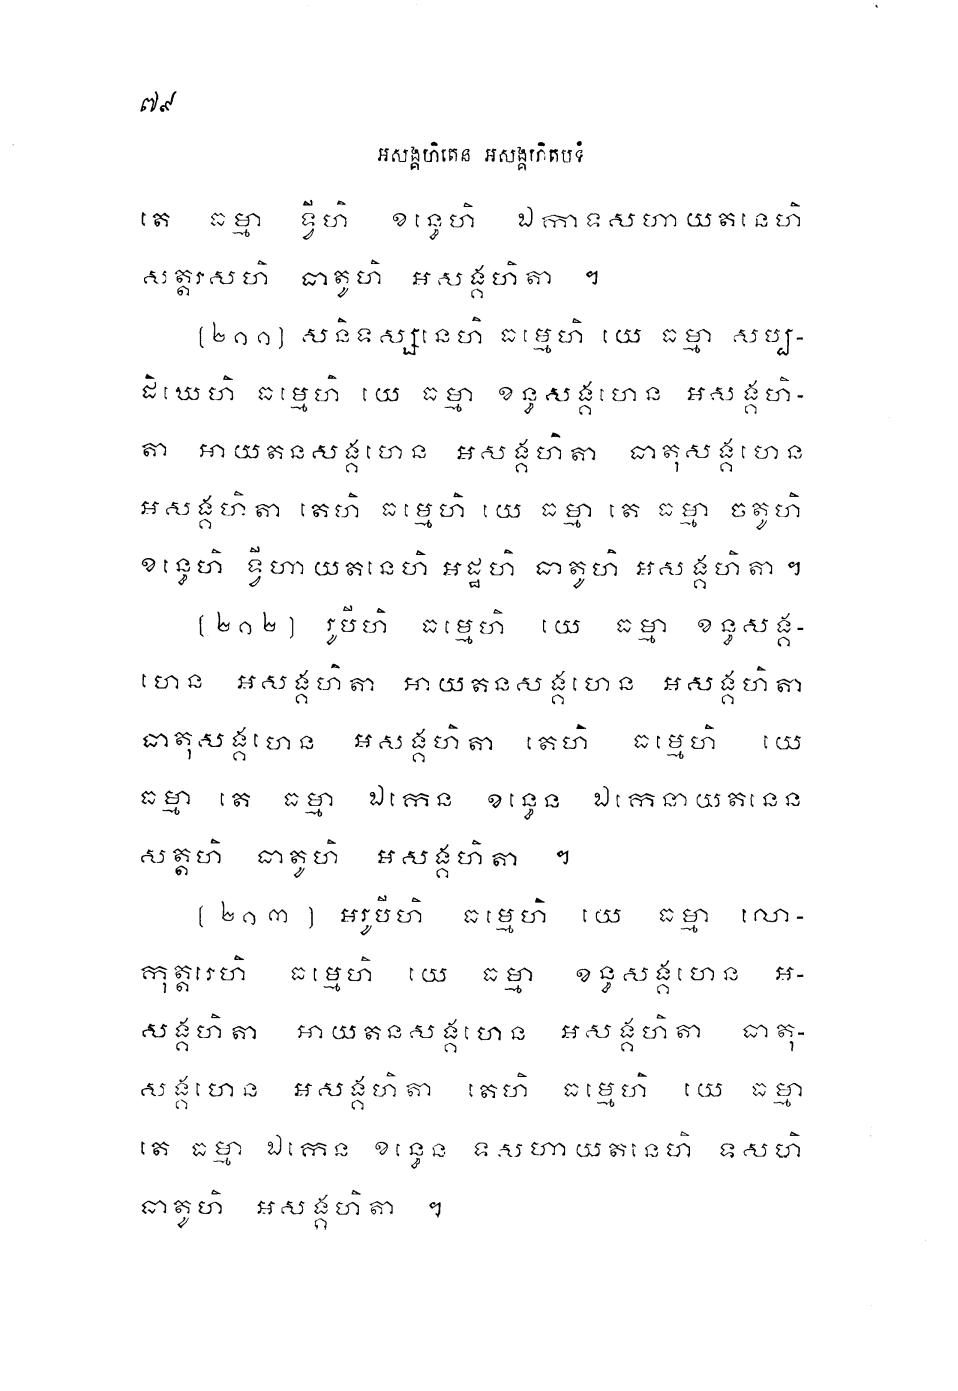 ៧៩
អសង្គហិតេន អសង្គហិតបទំ
តេ ធម្មា ទ្វីហិ ខន្ធេហិ ឯកាទសហាយតនេហិ
សត្តរសហិ ធាតូហិ អសង្គហិតា ។
(២១១) សនិទស្សនេហិ ធម្មេហិ យេ ធម្មា សប្ប-
ដិឃេហិ ធម្មេហិ យេ ធម្មា ខន្ធសង្គហេន អសង្គហិ-
តា អាយតនសង្គហេន អសង្គហិតា ធាតុសង្គហេន
អសង្គហិតា តេហិ ធម្មេហិ យេ ធម្មា តេ ធម្មា ចតូហិ
ខន្ធេហិ ទ្វីហាយតនេហិ អដ្ឋហិ ធាតូហិ អសង្គហិតា ។
(២១២) រូបីហិ ធម្មេហិ យេ ធម្មា ខន្ធសង្គ-
ហេន អសង្គហិតា អាយតនសង្គហេន អសង្គហិតា
ធាតុសង្គហេន អសង្គហិតា តេហិ ធម្មេហិ យេ
ធម្មា តេ ធម្មា ឯកេន ខន្ធេន ឯកេនាយតនេន
សត្តហិ ធាតូហិ អសង្គហិតា ។
(២១៣) អរូបីហិ ធម្មេហិ យេ ធម្មា លោ-
កុត្តរេហិ ធម្មេហិ យេ ធម្មា ខន្ធសង្គហេន អ-
សង្គហិតា អាយតនសង្គហេន អសង្គហិតា ធាតុ-
សង្គហេន អសង្គហិតា តេហិ ធម្មេហិ យេ ធម្មា
តេ ធម្មា ឯកេន ខន្ធេន ទសហាយតនេហិ ទសហិ
ធាតូហិ អសង្គហិតា ។